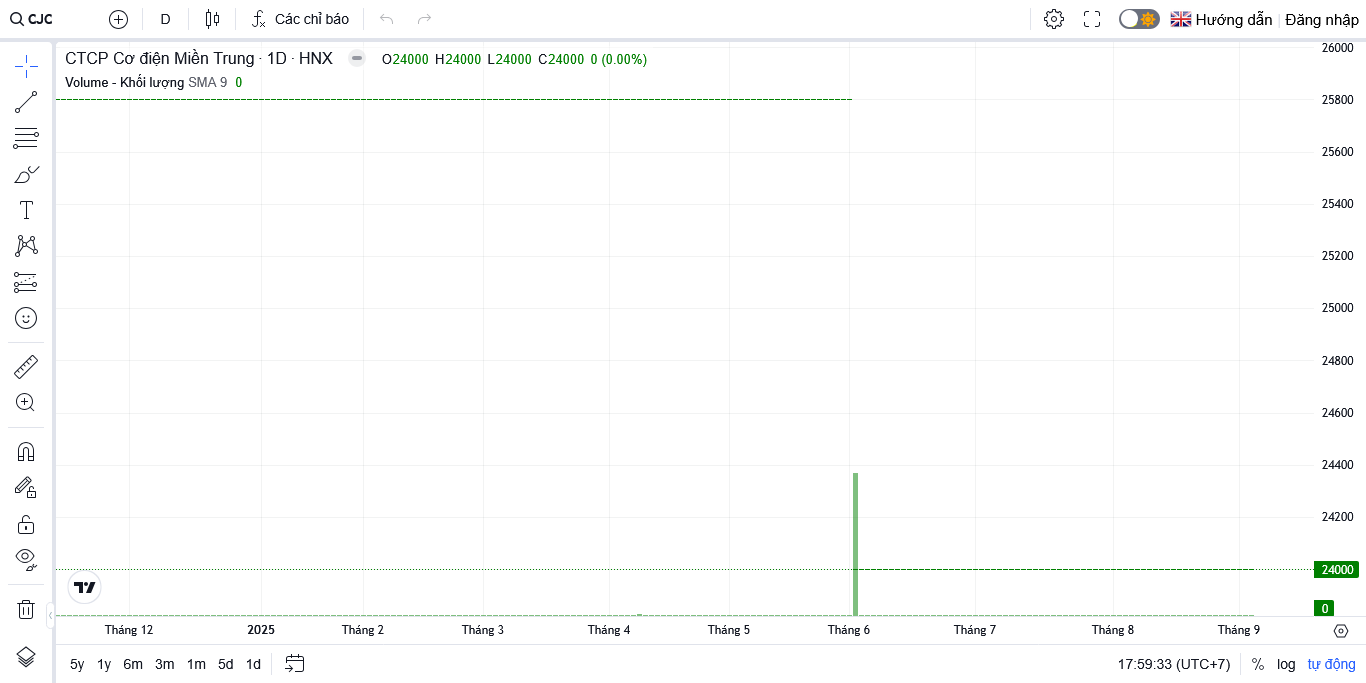 CJC D Các chỉ báo Hướng dẫn Đăng nhập
CTCP Cơ điện Miền Trung · 1D · HNX O24000 H24000 L24000 C24000 0 (0.00%)
Volume - Khối lượng SMA 9 0
26000
25800
25600
25400
25200
25000
24800
24600
24400
24200
24000
0
Tháng 12 2025 Tháng 2 Tháng 3 Tháng 4 Tháng 5 Tháng 6 Tháng 7 Tháng 8 Tháng 9
5y 1y 6m 3m 1m 5d 1d 17:59:33 (UTC+7) % log tự động